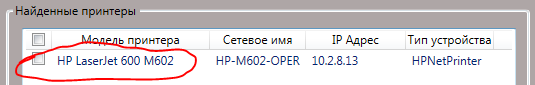 Найденные принтеры
Модель принтера Сетевое имя IP Адрес Тип устройства
HP LaserJet 600 M602 HP-M602-OPER 10.2.8.13 HPNetPrinter